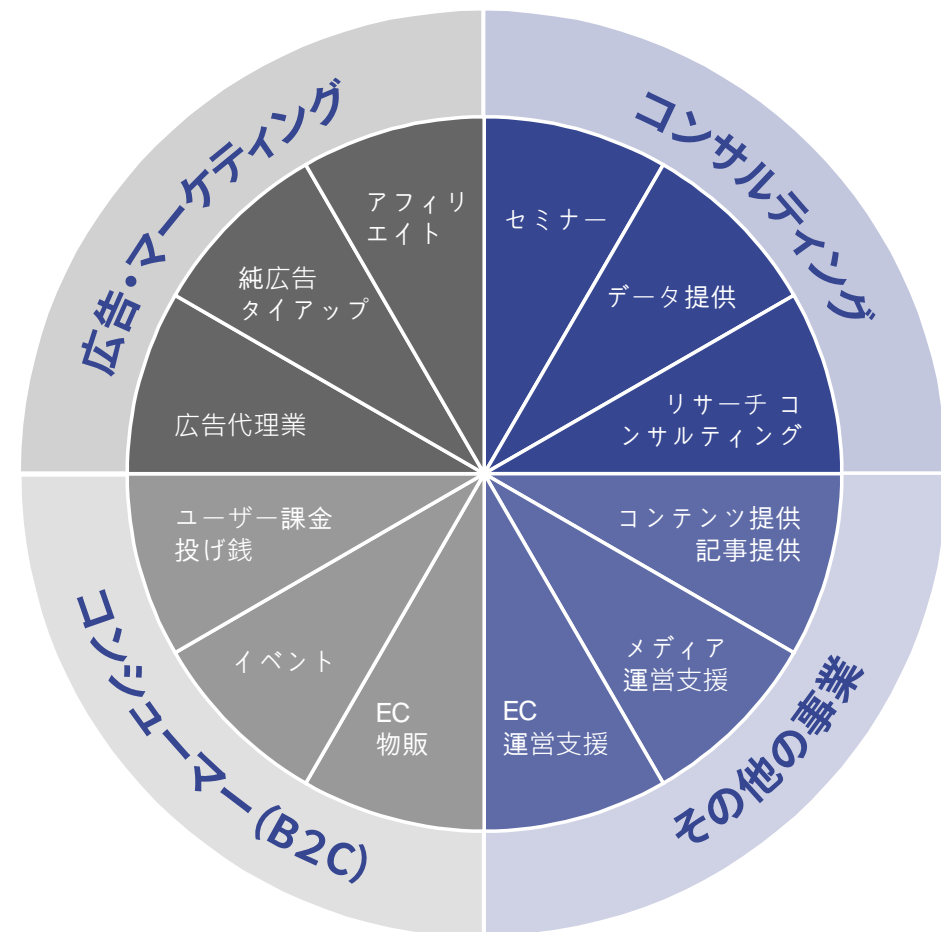 広告・マーケティング
アフィリ
エイト
純広告
タイアップ
広告代理業
コンサルティング
セミナー
データ提供
リサーチ コ
ンサルティング
コンシューマー(B2C)
ユーザー課金
投げ銭
イベント
EC
物販
その他の事業
コンテンツ提供
記事提供
メディア
運営支援
EC
運営支援